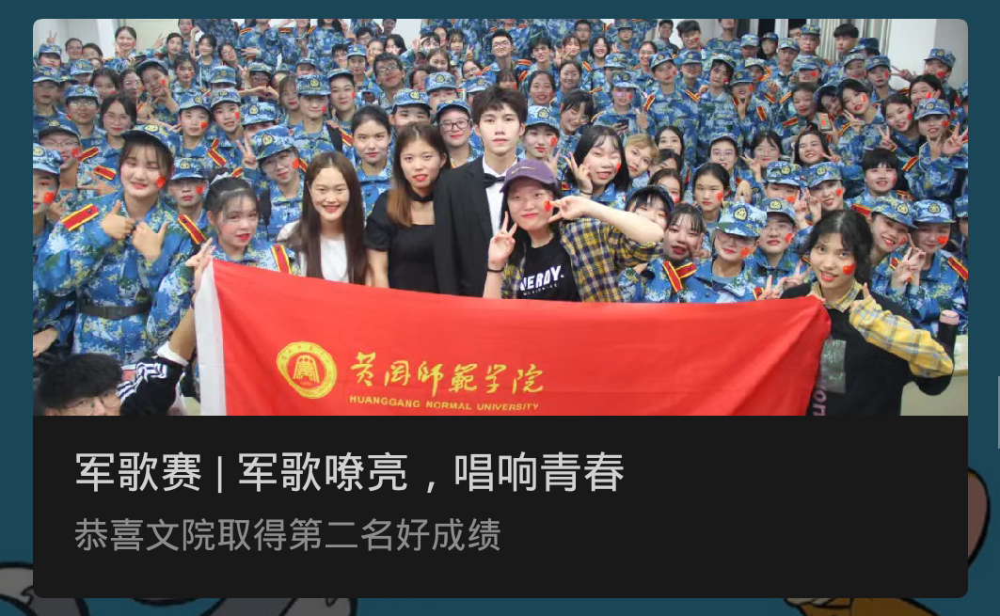 NERDY
黄冈师範学院
HUANGGANG NORMAL UNIVERSITY
军歌赛 | 军歌嘹亮，唱响青春
恭喜文院取得第二名好成绩